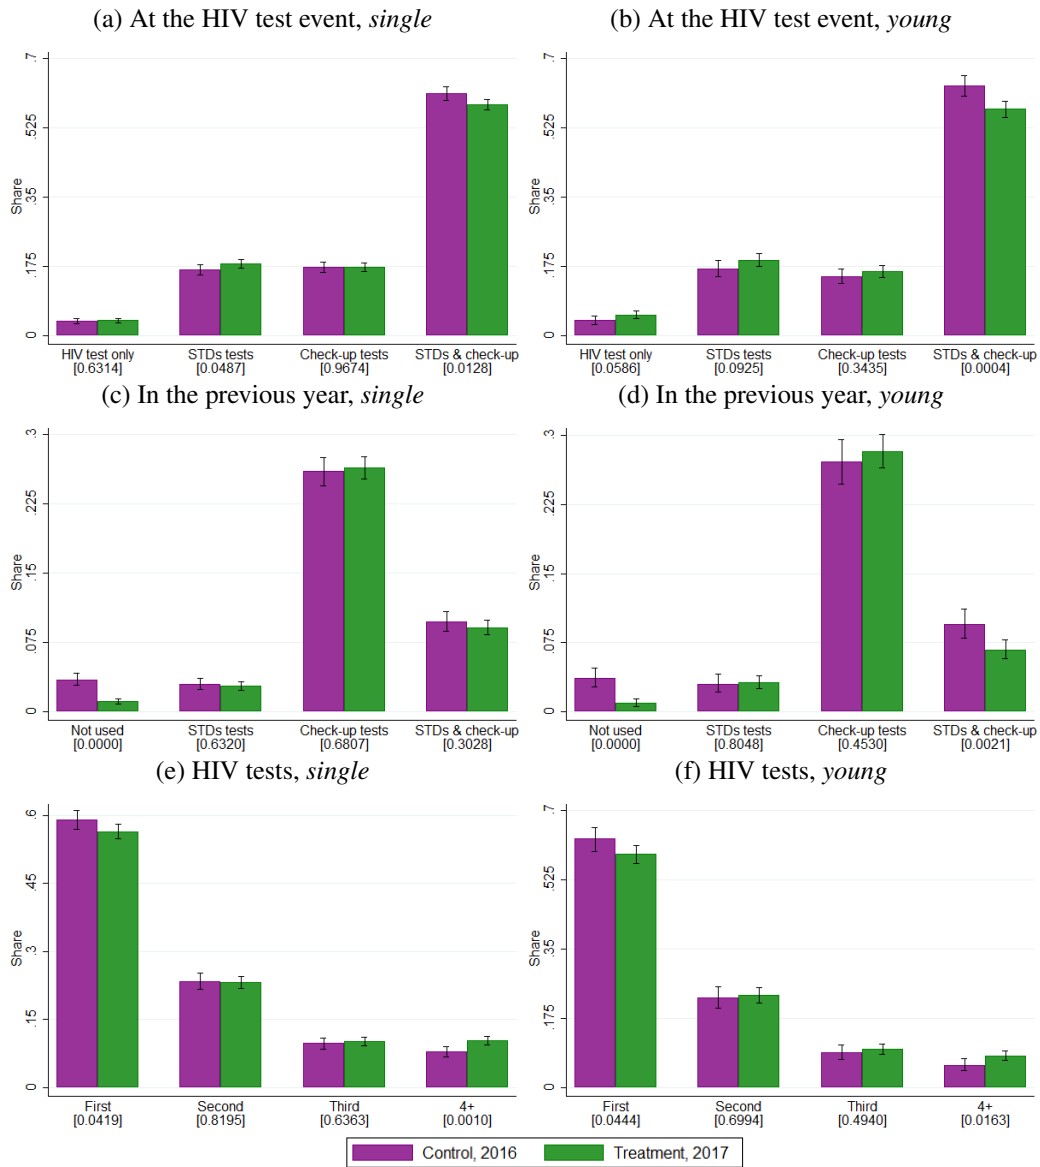 (a) At the HIV test event, single
(b) At the HIV test event, young
.7
.525
.35
.175
0
Share
HIV test only
[0.6314]
STDs tests
[0.0487]
Check-up tests
[0.9674]
STDs & check-up
[0.0128]
.7
.525
.35
.175
0
Share
HIV test only
[0.0586]
STDs tests
[0.0925]
Check-up tests
[0.3435]
STDs & check-up
[0.0004]
(c) In the previous year, single
(d) In the previous year, young
.3
.225
.15
.075
0
Share
Not used
[0.0000]
STDs tests
[0.6320]
Check-up tests
[0.6807]
STDs & check-up
[0.3028]
.3
.225
.15
.075
0
Share
Not used
[0.0000]
STDs tests
[0.8048]
Check-up tests
[0.4530]
STDs & check-up
[0.0021]
(e) HIV tests, single
(f) HIV tests, young
.6
.45
.3
.15
0
Share
First
[0.0419]
Second
[0.8195]
Third
[0.6363]
4+
[0.0010]
.7
.525
.35
.175
0
Share
First
[0.0444]
Second
[0.6994]
Third
[0.4940]
4+
[0.0163]
Control, 2016
Treatment, 2017